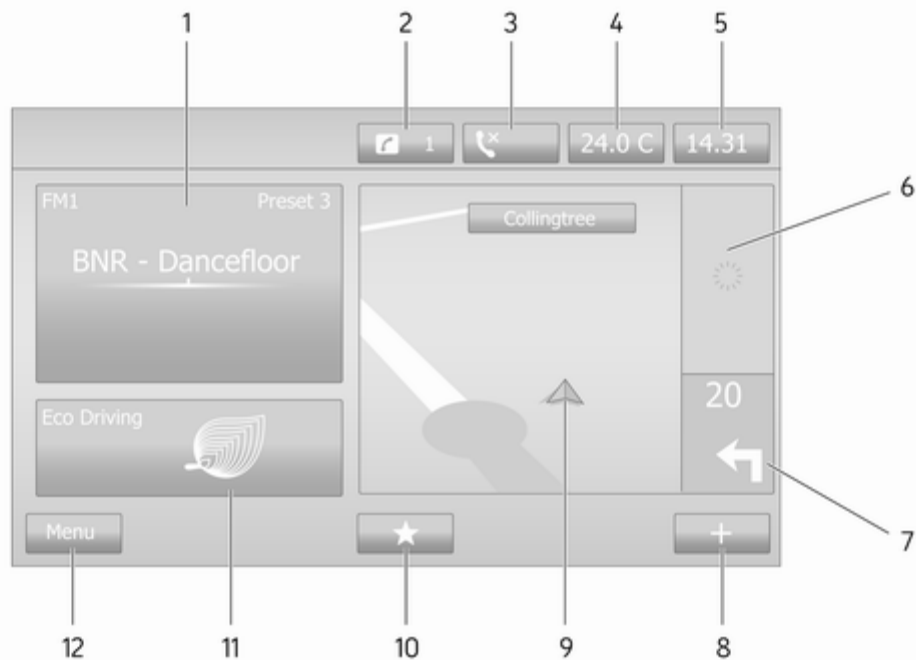 1 2 3 4 5
1 24.0 C 14.31
6
FM1 Preset 3
Collingtree
BNR - Dancefloor
20
Eco Driving
7
Menu
12 11 10 9 8